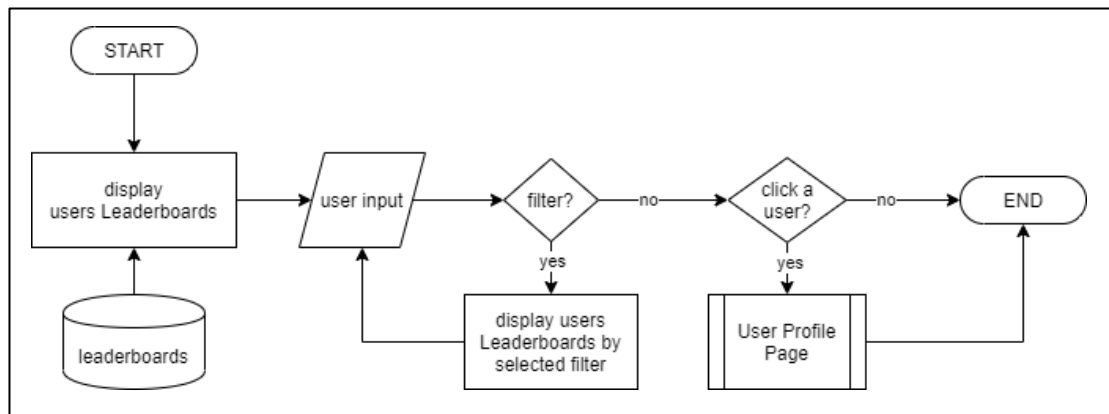 START
display
users Leaderboards
leaderboards
user input
filter?
no
yes
display users
Leaderboards by
selected filter
click a
user?
no
yes
User Profile
Page
END